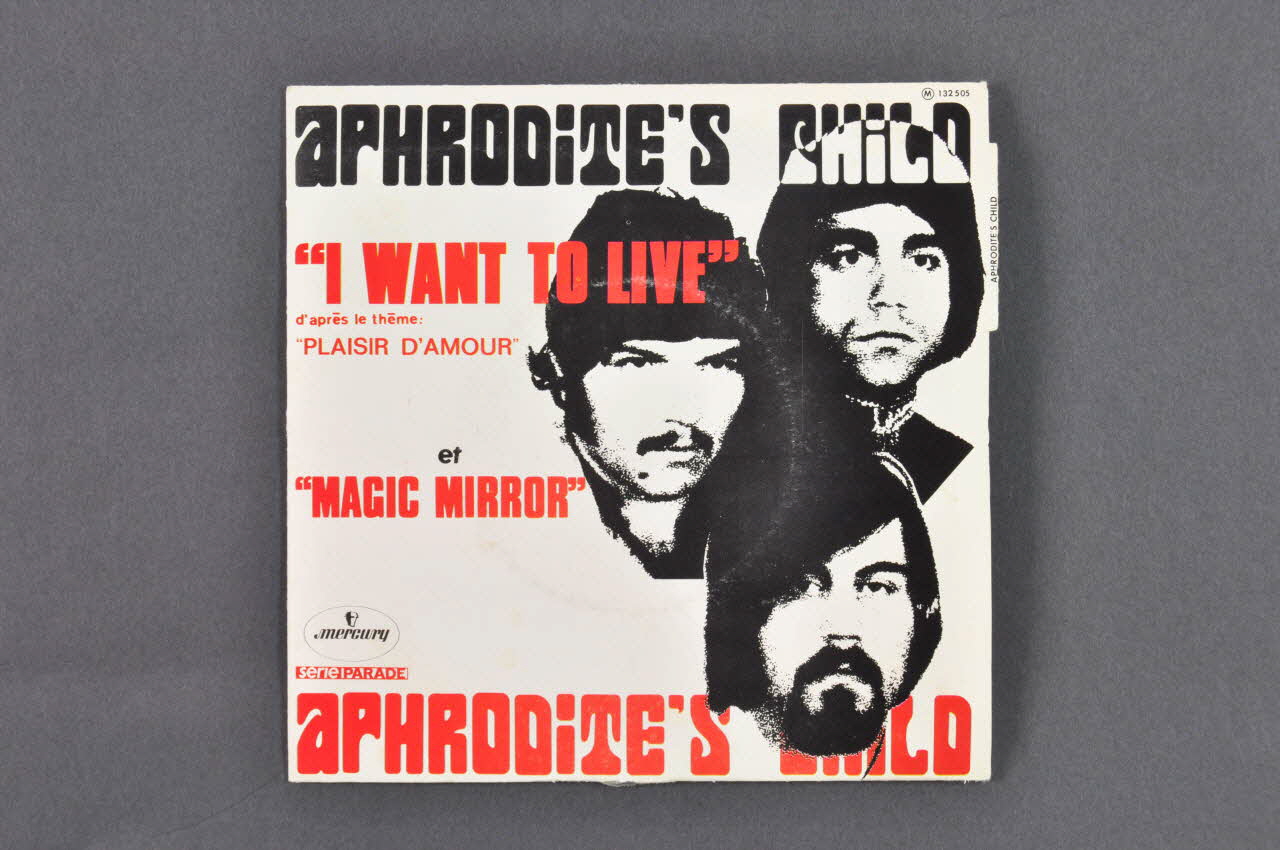 Ⓜ 132 505
APHRODiTE'S CHiLD
"I WANT TO LIVE"
d'après le thème:
"PLAISIR D'AMOUR"
et
"MAGIC MIRROR"
mercury
série PARADE
APHRODiTE'S CHiLD
APHRODITE'S CHILD